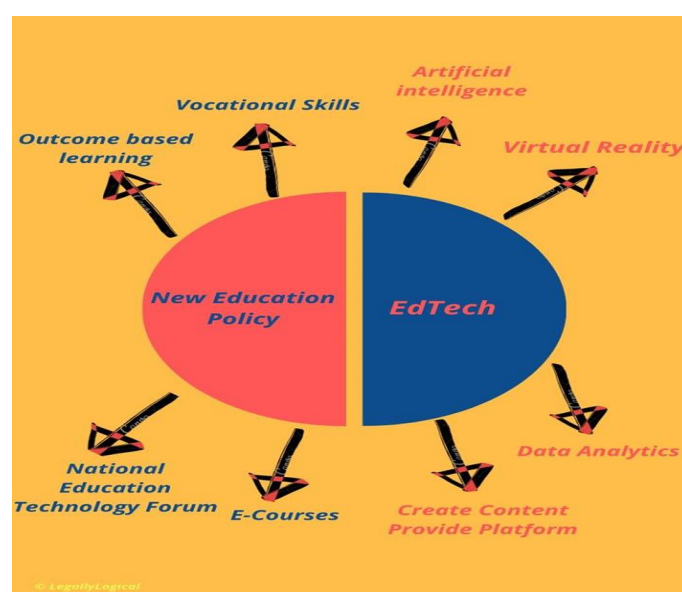 Artificial
intelligence
Vocational Skills
Outcome based
learning
Virtual Reality
New Education
Policy
EdTech
Data Analytics
National
Education
Technology Forum
E-Courses
Create Content
Provide Platform
© LegallyLogical